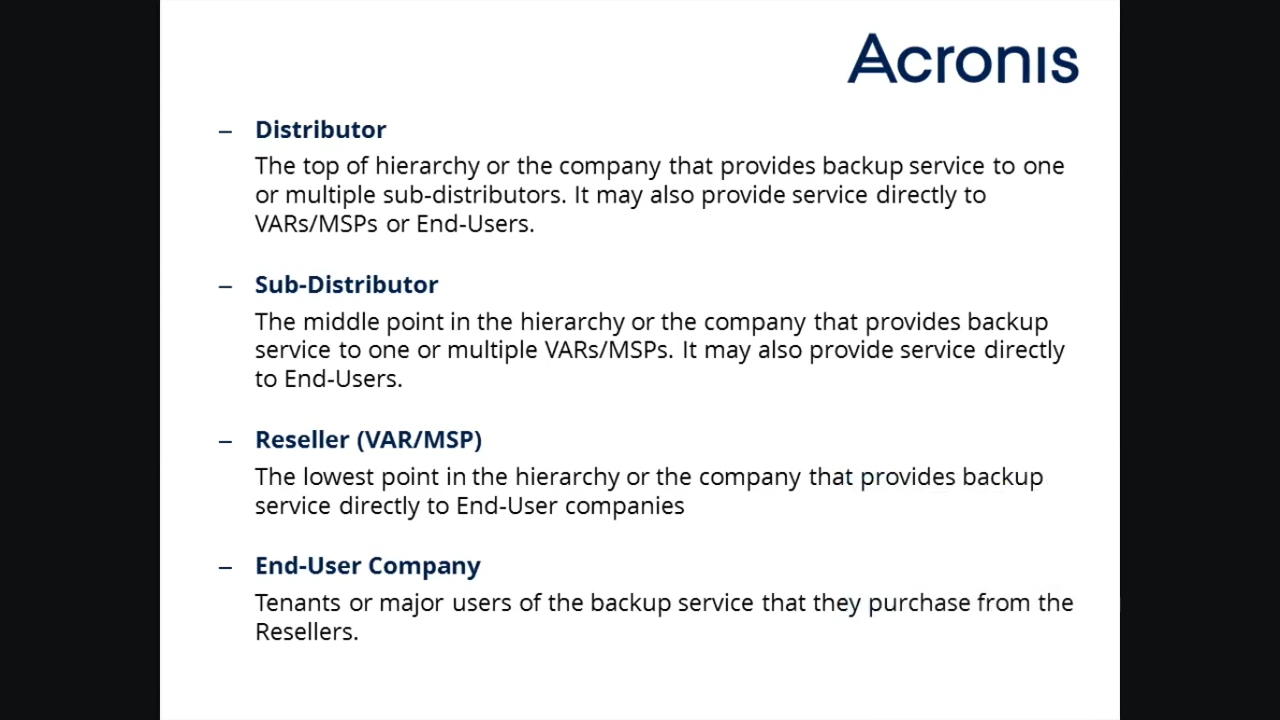 Acronis
– Distributor
The top of hierarchy or the company that provides backup service to one
or multiple sub-distributors. It may also provide service directly to
VARs/MSPs or End-Users.
– Sub-Distributor
The middle point in the hierarchy or the company that provides backup
service to one or multiple VARs/MSPs. It may also provide service directly
to End-Users.
– Reseller (VAR/MSP)
The lowest point in the hierarchy or the company that provides backup
service directly to End-User companies
– End-User Company
Tenants or major users of the backup service that they purchase from the
Resellers.